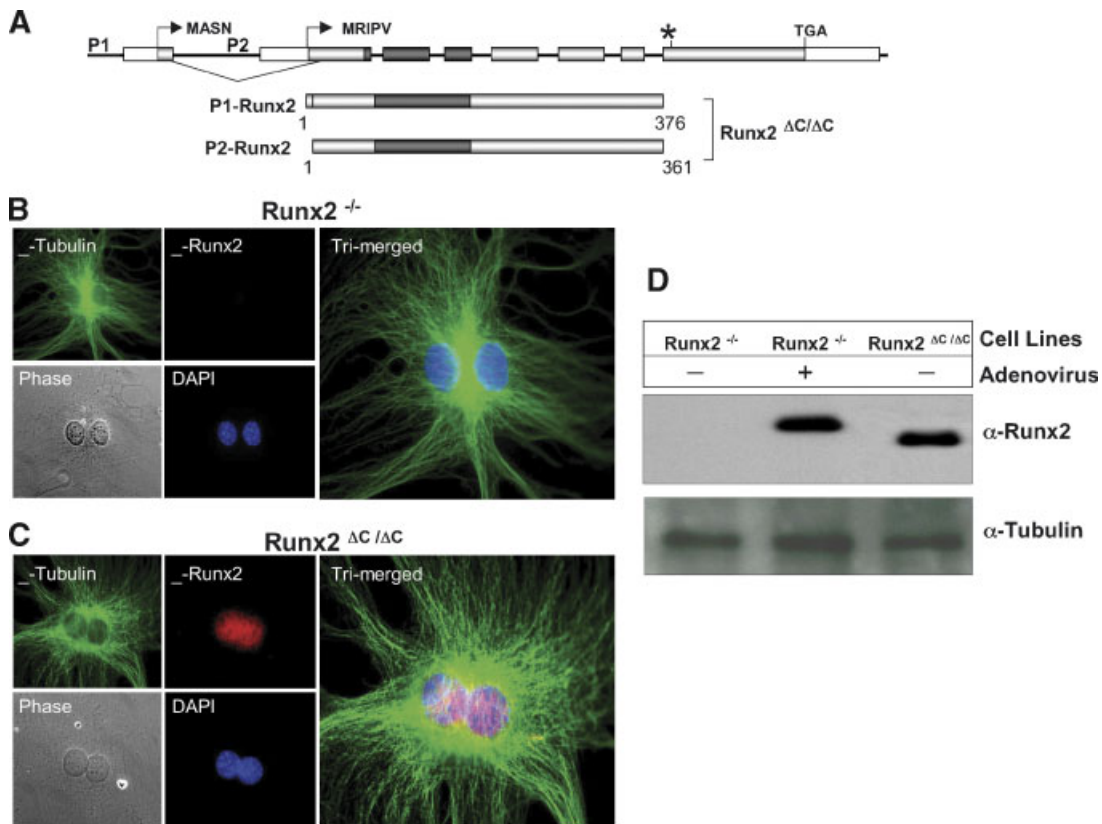 A
P1
MASN
P2
MRIPV
*
TGA
P1-Runx2
1
376
P2-Runx2
1
361
Runx2 ΔC/ΔC
B
Runx2 -/-
_-Tubulin
_-Runx2
Tri-merged
Phase
DAPI
C
Runx2 ΔC /ΔC
_-Tubulin
_-Runx2
Tri-merged
Phase
DAPI
D
Runx2 -/- Runx2 -/- Runx2 ΔC /ΔC Cell Lines
− + − Adenovirus
α-Runx2
α-Tubulin